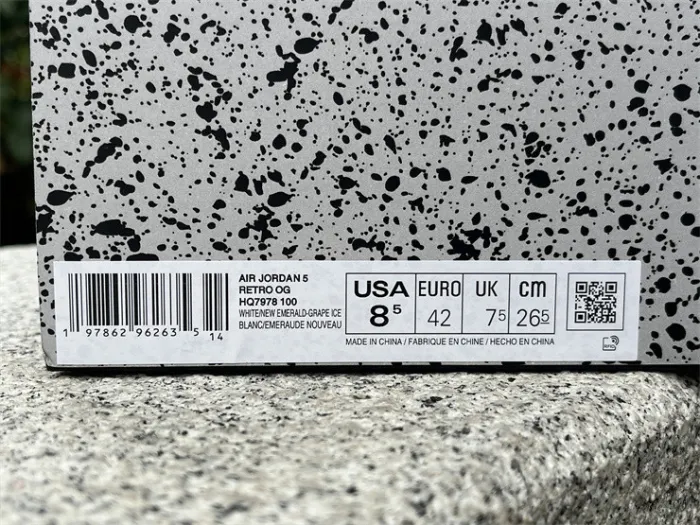 1 97862 96263 5 14
AIR JORDAN 5
RETRO OG
HQ7978 100
WHITE/NEW EMERALD-GRAPE ICE
BLANC/EMERAUDE NOUVEAU
USA EURO UK cm
8 5 42 7 5 26 5
MADE IN CHINA / FABRIQUE EN CHINE / HECHO EN CHINA